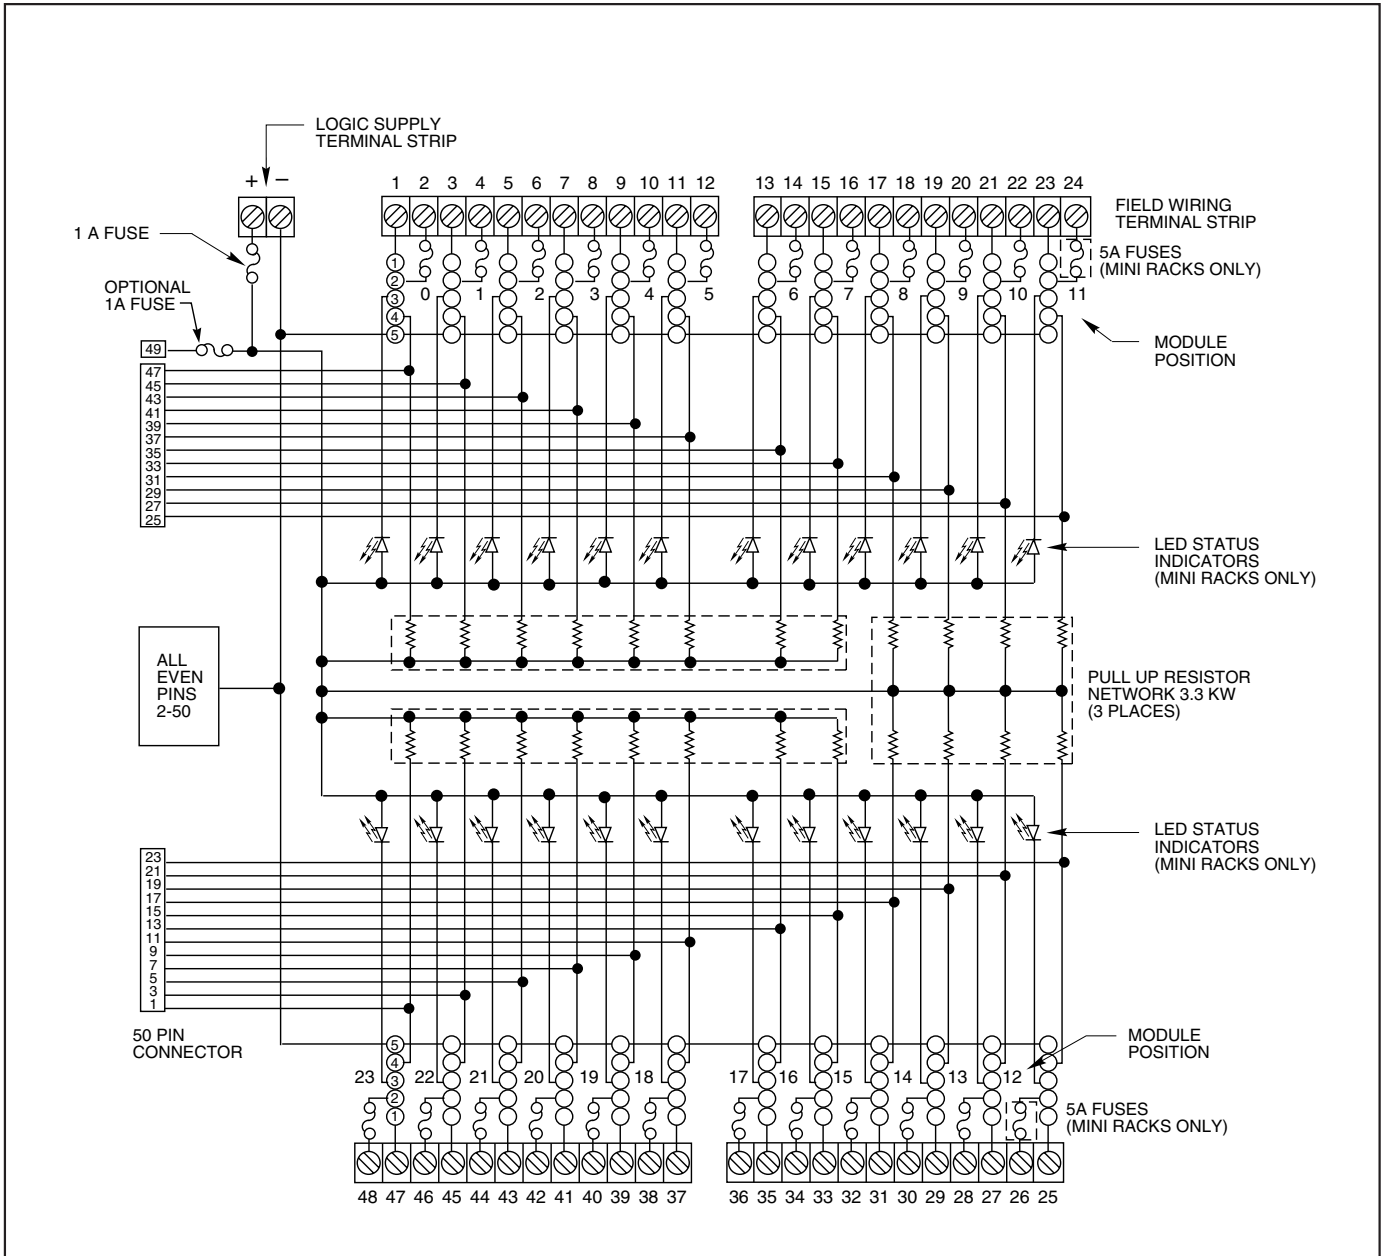 LOGIC SUPPLY
TERMINAL STRIP
+ −
1 2 3 4 5 6 7 8 9 10 11 12 13 14 15 16 17 18 19 20 21 22 23 24
FIELD WIRING
TERMINAL STRIP
1 A FUSE
5A FUSES
(MINI RACKS ONLY)
OPTIONAL
1A FUSE
1
2
3
4
5
0 1 2 3 4 5 6 7 8 9 10 11
MODULE
POSITION
49
47
45
43
41
39
37
35
33
31
29
27
25
LED STATUS
INDICATORS
(MINI RACKS ONLY)
ALL
EVEN
PINS
2-50
PULL UP RESISTOR
NETWORK 3.3 KW
(3 PLACES)
LED STATUS
INDICATORS
(MINI RACKS ONLY)
23
21
19
17
15
13
11
9
7
5
3
1
50 PIN
CONNECTOR
MODULE
POSITION
5
4
3
2
1
23 22 21 20 19 18 17 16 15 14 13 12
5A FUSES
(MINI RACKS ONLY)
48 47 46 45 44 43 42 41 40 39 38 37 36 35 34 33 32 31 30 29 28 27 26 25